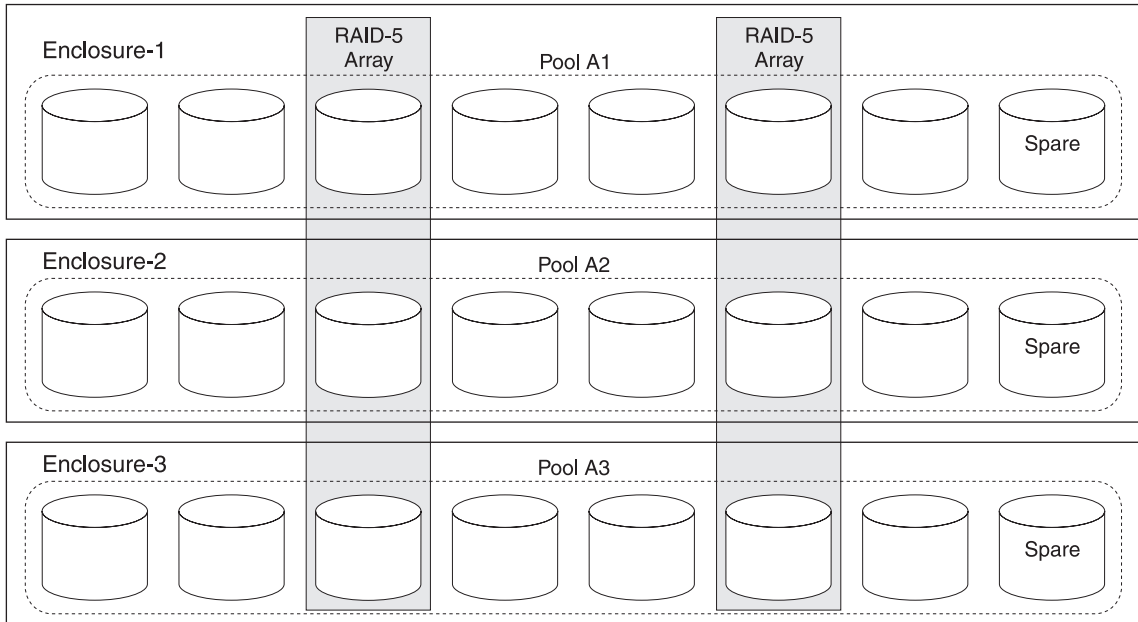 Enclosure-1
RAID-5
Array
Pool A1
RAID-5
Array
Spare
Enclosure-2
Pool A2
Spare
Enclosure-3
Pool A3
Spare